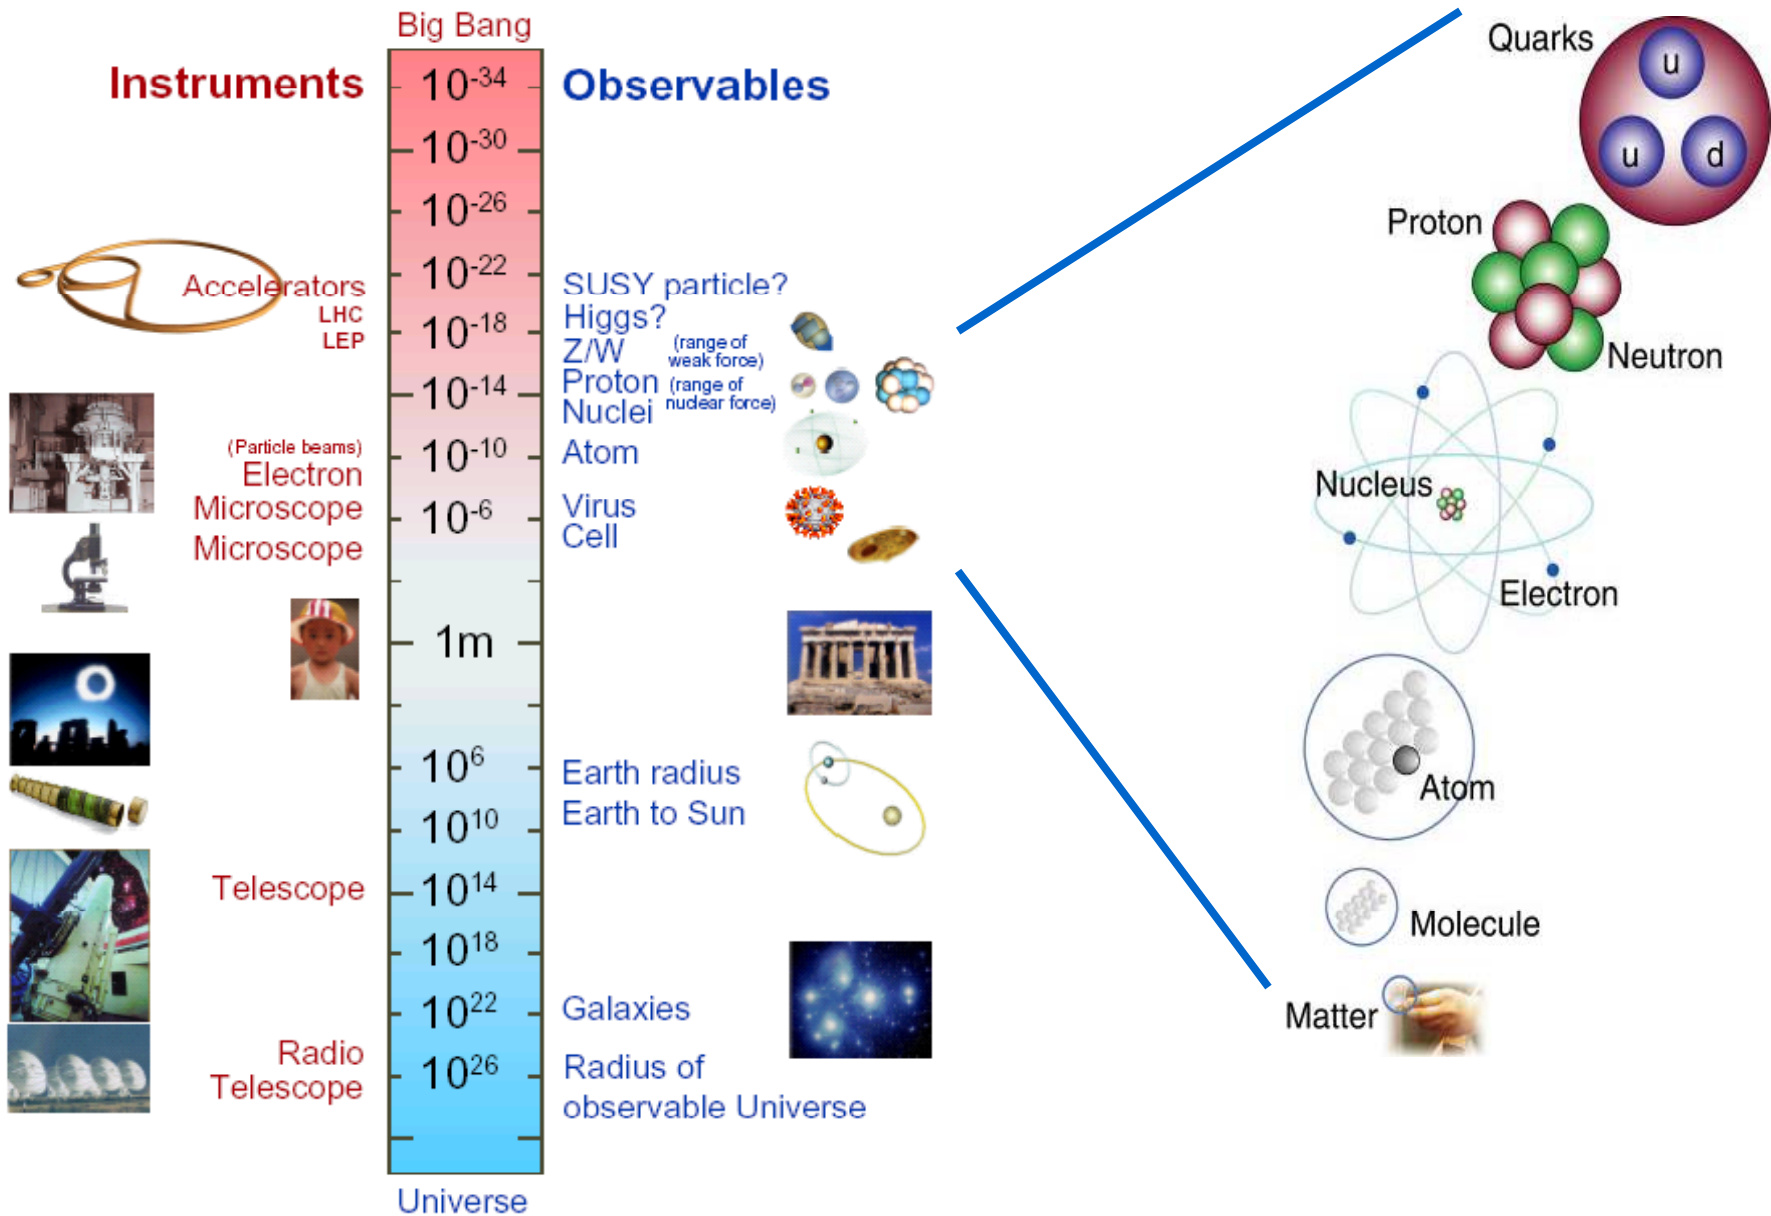 Big Bang
Instruments
Observables
10-34
10-30
10-26
10-22
10-18
10-14
10-10
10-6
1m
106
1010
1014
1018
1022
1026
Universe
Accelerators
LHC
LEP
(Particle beams)
Electron
Microscope
Microscope
Telescope
Radio
Telescope
SUSY particle?
Higgs?
Z/W (range of
weak force)
Proton (range of
Nuclei nuclear force)
Atom
Virus
Cell
Earth radius
Earth to Sun
Galaxies
Radius of
observable Universe
Quarks
u
u d
Proton
Neutron
Nucleus
Electron
Atom
Molecule
Matter